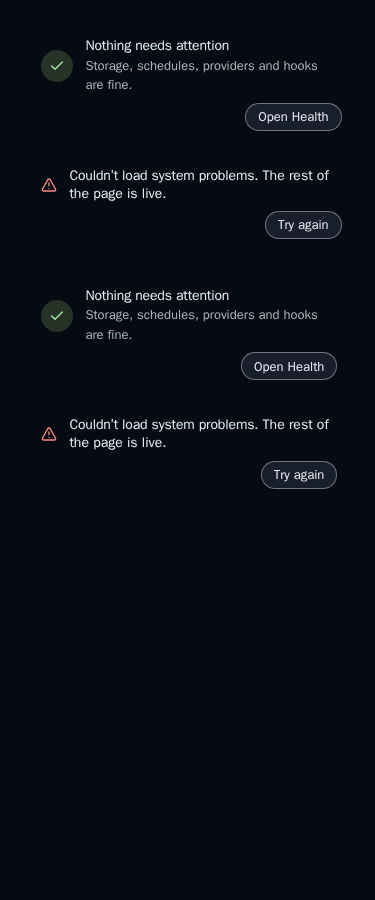 Nothing needs attention
Storage, schedules, providers and hooks
are fine.
Open Health
Couldn't load system problems. The rest of
the page is live.
Try again
Nothing needs attention
Storage, schedules, providers and hooks
are fine.
Open Health
Couldn't load system problems. The rest of
the page is live.
Try again